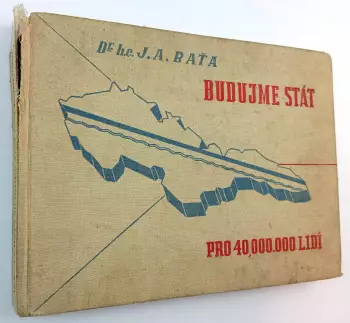 Dr h.c. J. A. BAŤA
BUDUJME STÁT
PRO 40,000.000 LIDÍ